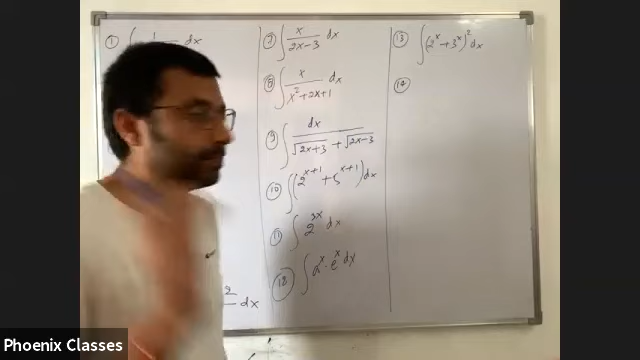 ① ∫ 1 dx
2 dx
⑦ ∫ x/(2x-3) dx
⑧ ∫ x/(x²+2x+1) dx
⑨ ∫ dx/(√(2x+3) + √(2x-3))
⑩ ∫ (2^(x+1) + 5^(x+1)) dx
⑪ ∫ 2^(3x) dx
⑫ ∫ a^x · e^x dx
⑬ ∫ (2^x + 3^x)² dx
⑭
Phoenix Classes